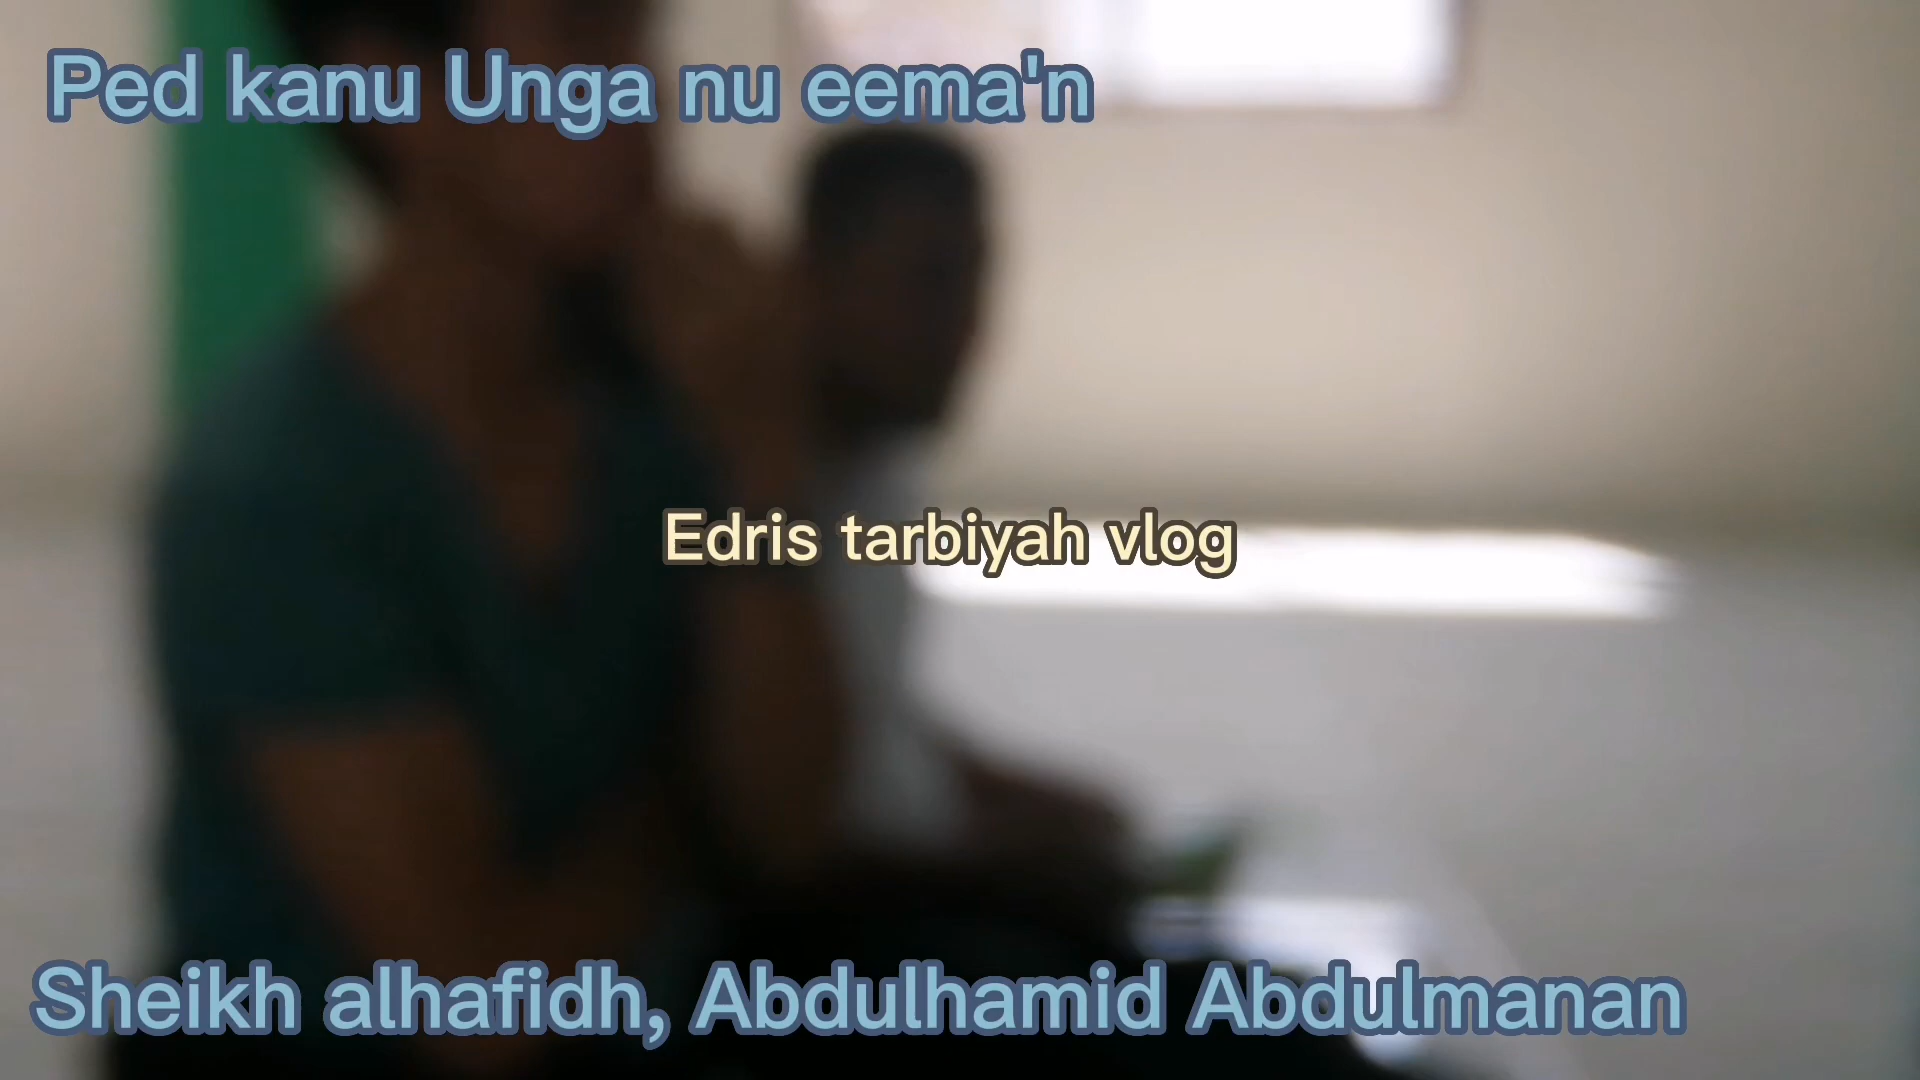 Ped kanu Unga nu eema'n
Edris tarbiyah vlog
Sheikh alhafidh, Abdulhamid Abdulmanan